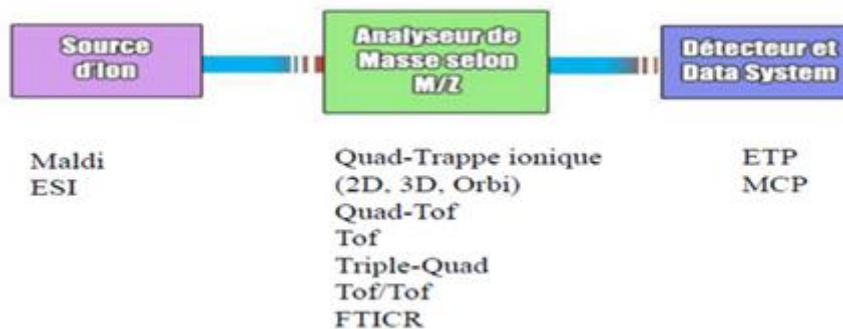 Source
d'Ion
Analyseur de
Masse selon
M/Z
Détecteur et
Data System
Maldi
ESI
Quad-Trappe ionique
(2D, 3D, Orbi)
Quad-Tof
Tof
Triple-Quad
Tof/Tof
FTICR
ETP
MCP